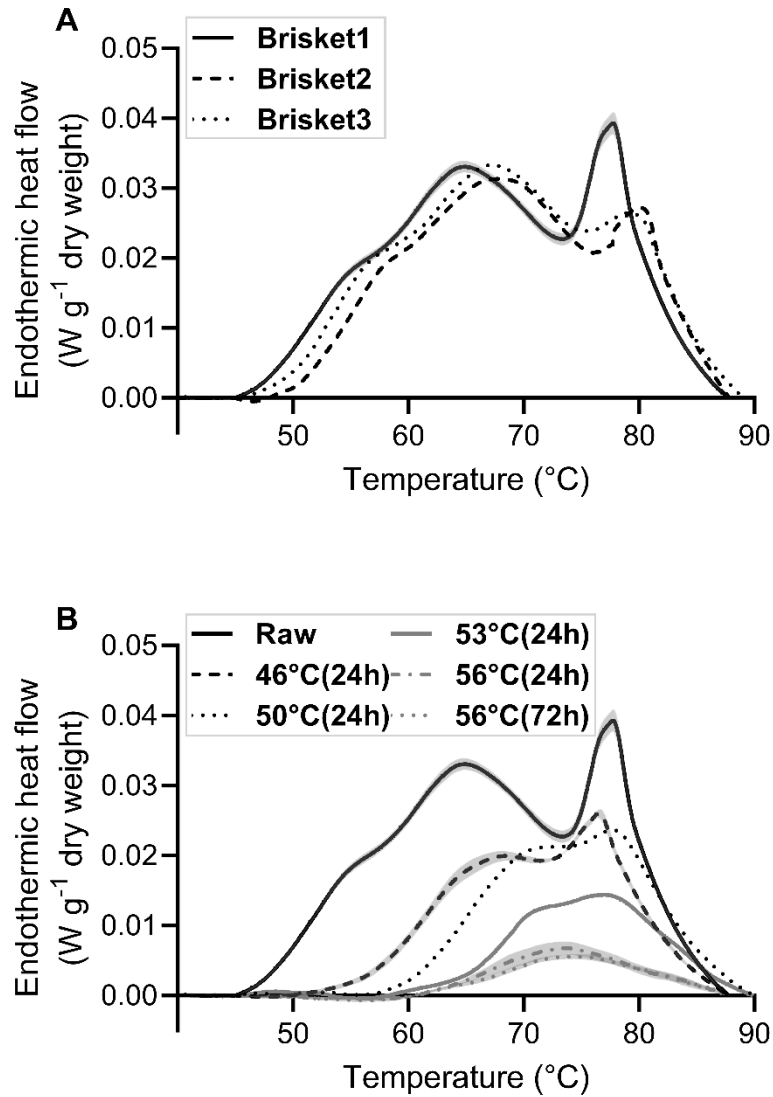 A
Brisket1
Brisket2
Brisket3
Endothermic heat flow
(W g⁻¹ dry weight)
0.05
0.04
0.03
0.02
0.01
0.00
50 60 70 80 90
Temperature (°C)
B
Raw 53°C(24h)
46°C(24h) 56°C(24h)
50°C(24h) 56°C(72h)
Endothermic heat flow
(W g⁻¹ dry weight)
0.05
0.04
0.03
0.02
0.01
0.00
50 60 70 80 90
Temperature (°C)